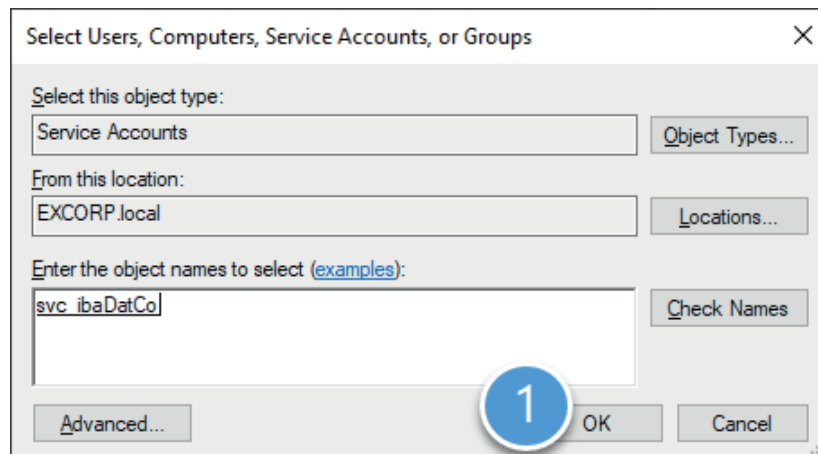 Select Users, Computers, Service Accounts, or Groups
Select this object type:
Service Accounts
Object Types...
From this location:
EXCORP.local
Locations...
Enter the object names to select (examples):
svc_ibaDatCo
Check Names
Advanced...
1
OK
Cancel